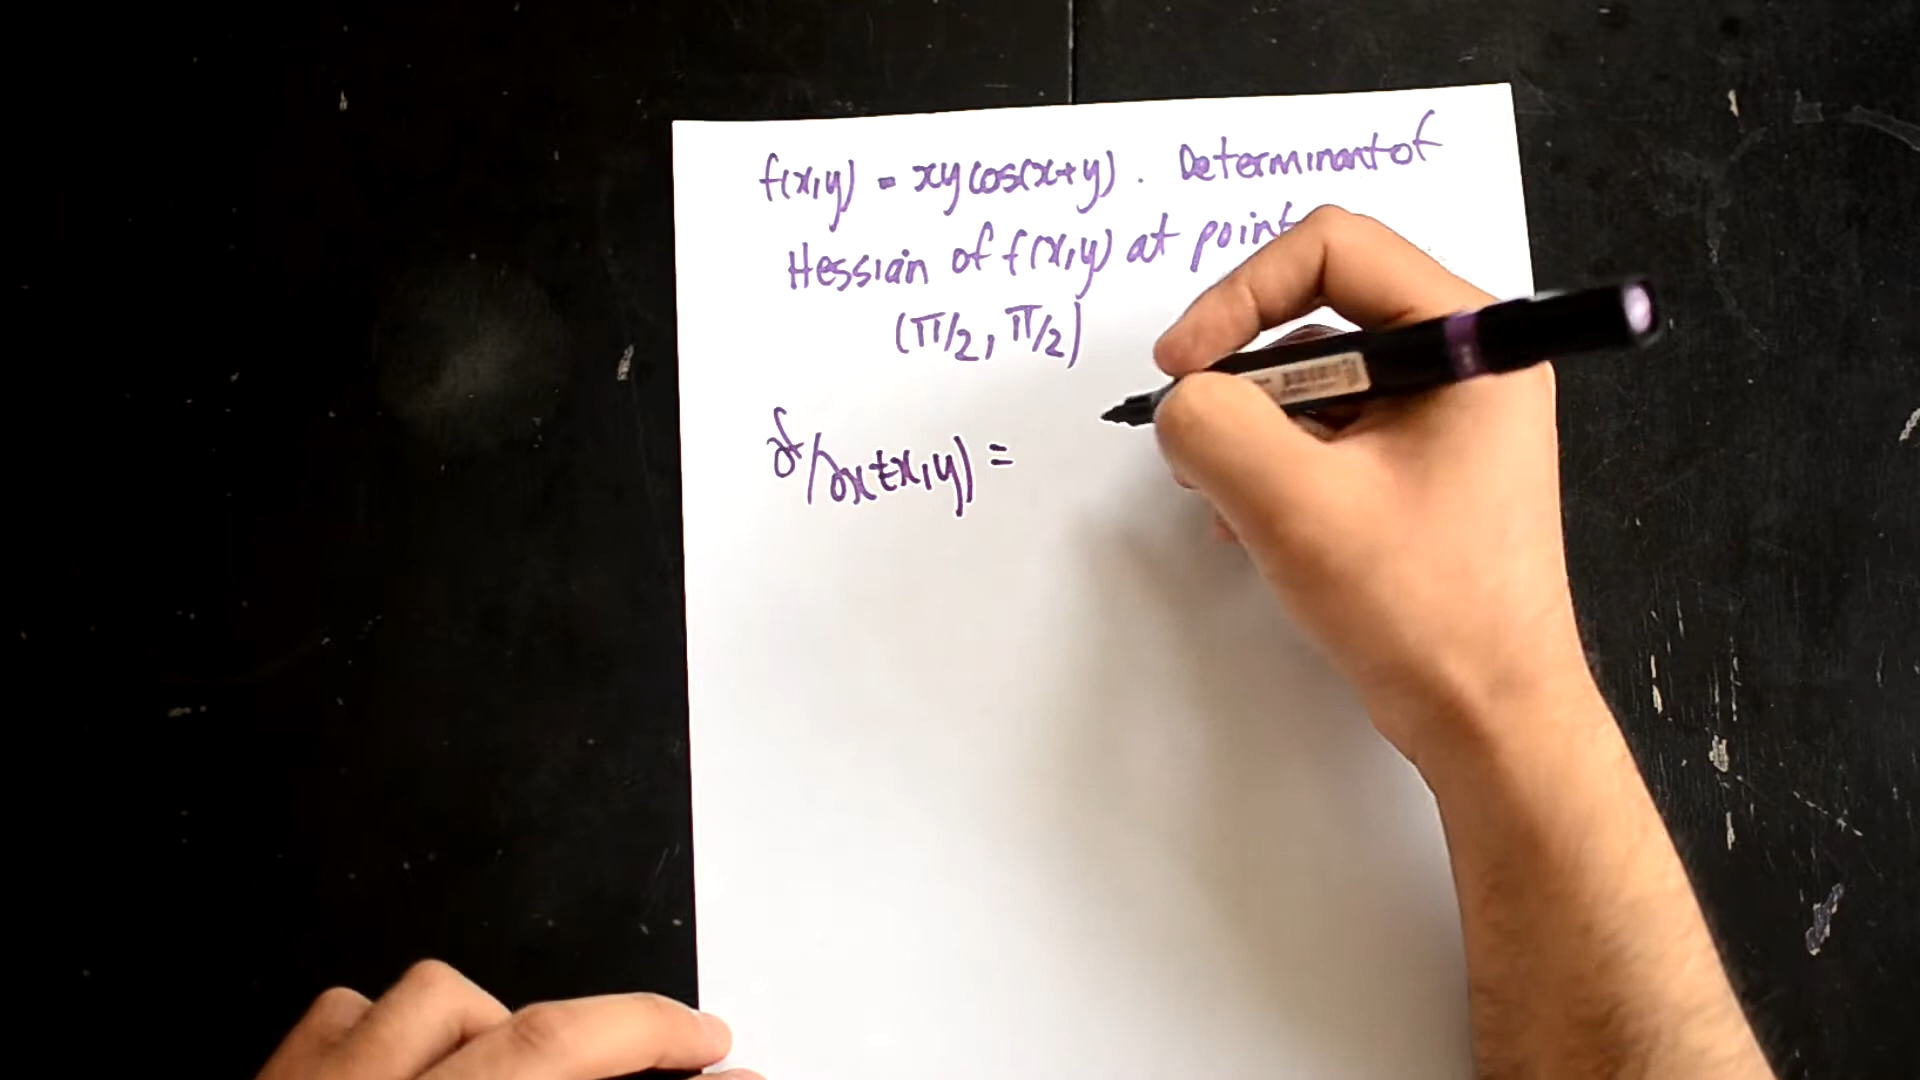 f(x,y) = xy cos(x+y). Determinant of
Hessian of f(x,y) at point
(π/2, π/2)
∂f/∂x (x,y) =